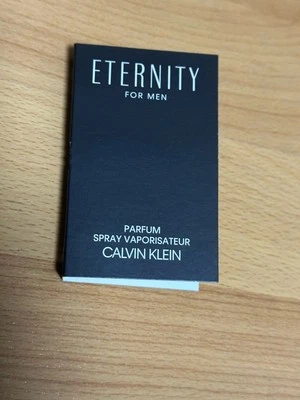 ETERNITY
FOR MEN
PARFUM
SPRAY VAPORISATEUR
CALVIN KLEIN